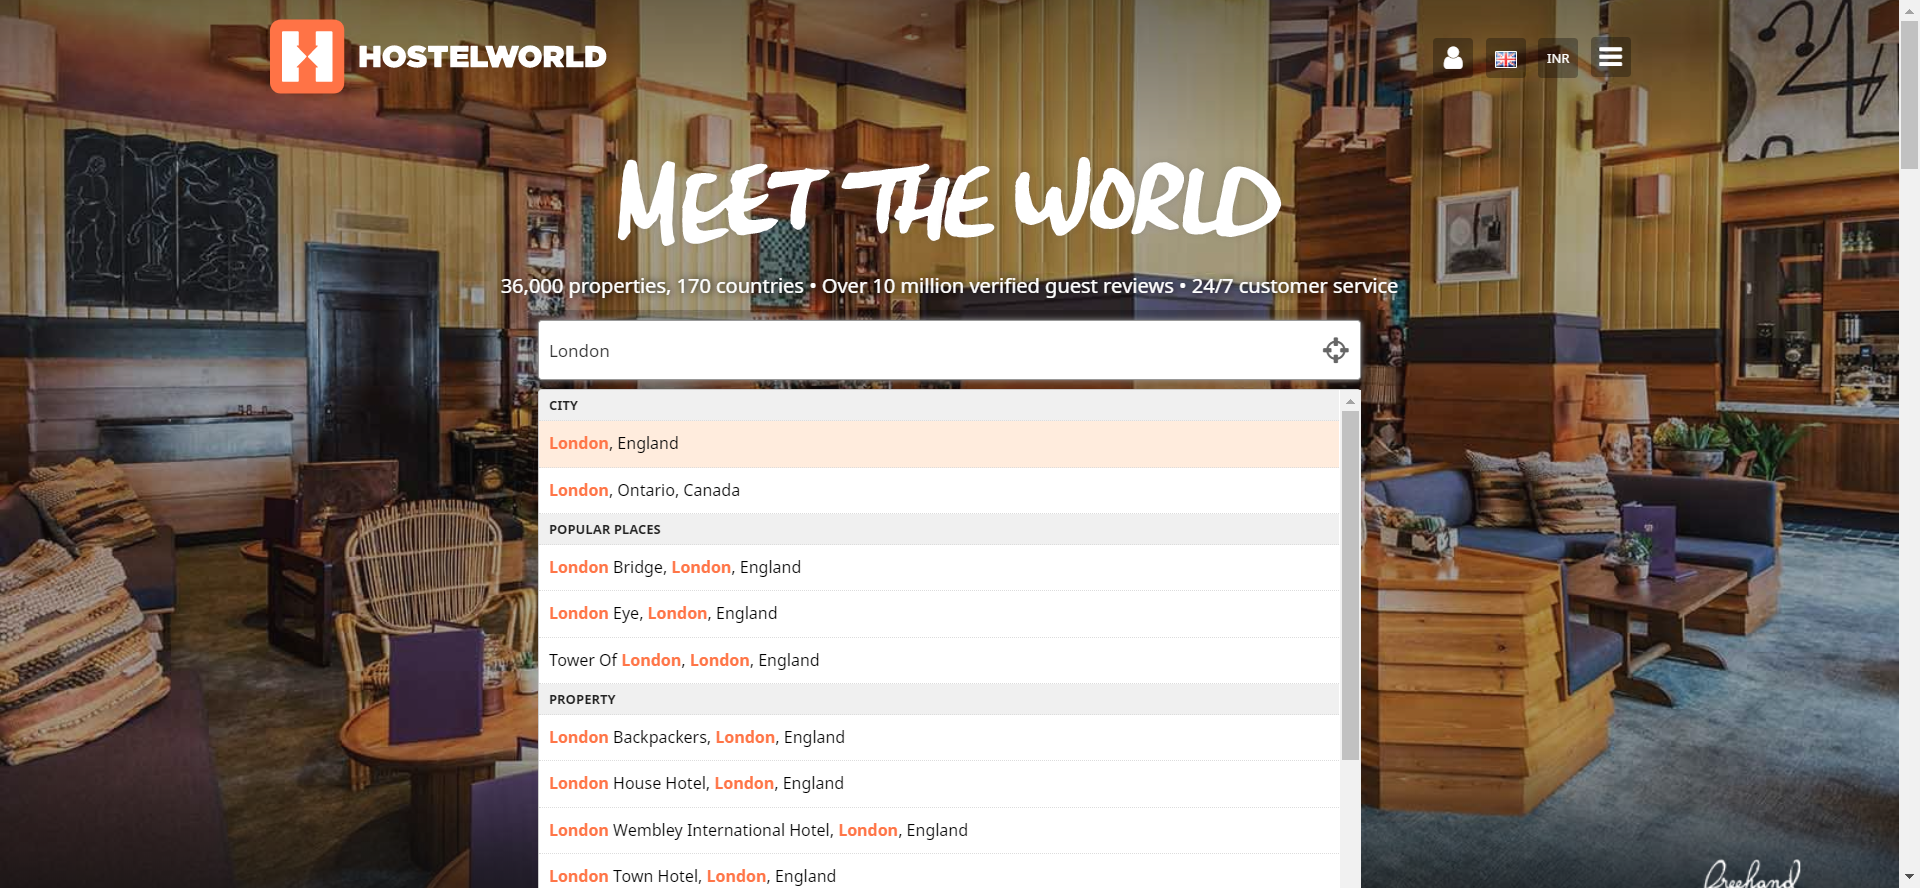 HOSTELWORLD
INR
MEET THE WORLD
36,000 properties, 170 countries • Over 10 million verified guest reviews • 24/7 customer service
London
CITY
London, England
London, Ontario, Canada
POPULAR PLACES
London Bridge, London, England
London Eye, London, England
Tower Of London, London, England
PROPERTY
London Backpackers, London, England
London House Hotel, London, England
London Wembley International Hotel, London, England
London Town Hotel, London, England
Freehand